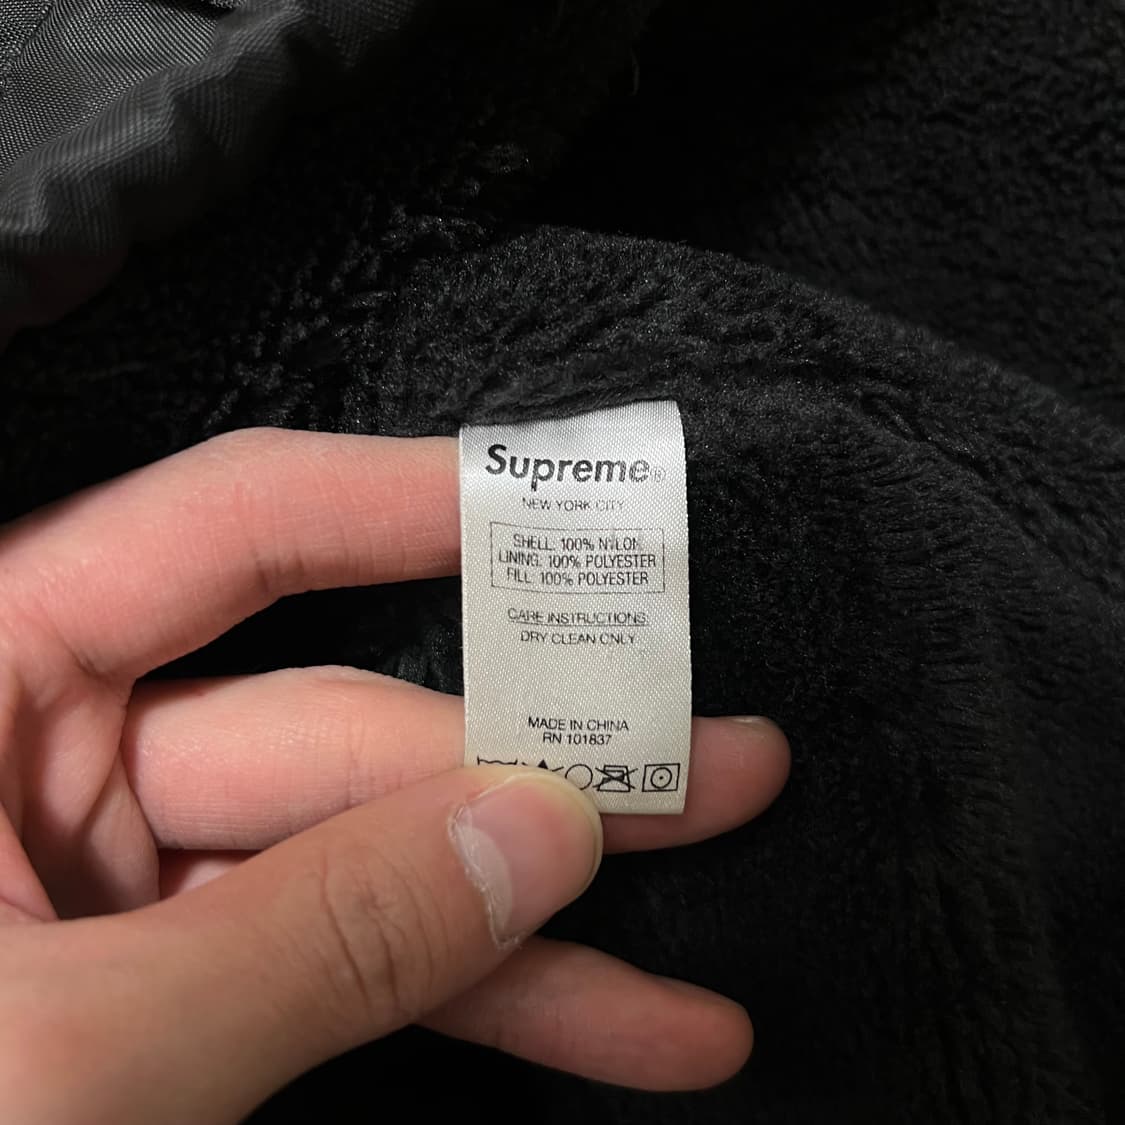 Supreme®
NEW YORK CITY
SHELL: 100% NYLON
LINING: 100% POLYESTER
FILL: 100% POLYESTER
CARE INSTRUCTIONS:
DRY CLEAN ONLY
MADE IN CHINA
RN 101837